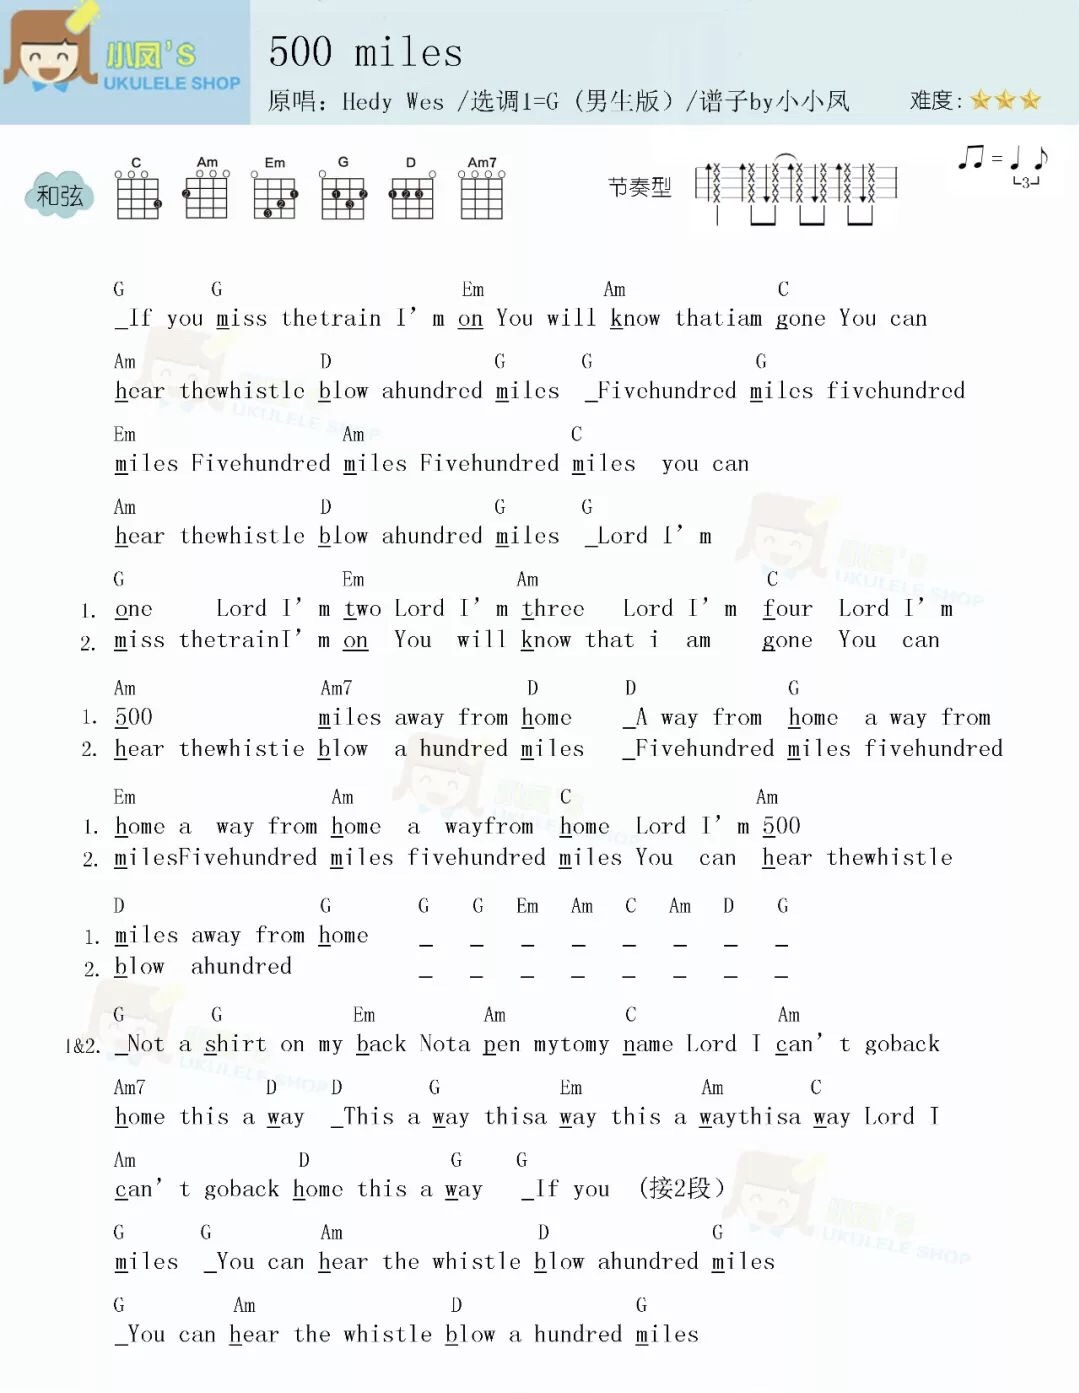 小凤's
UKULELE SHOP
500 miles
原唱：Hedy Wes /选调1=G（男生版）/谱子by小小凤
难度：
和弦
C Am Em G D Am7
节奏型
3
G G Em Am C
_If you miss thetrain I'm on You will know thatiam gone You can
Am D G G G
hear thewhistle blow ahundred miles _Fivehundred miles fivehundred
Em Am C
miles Fivehundred miles Fivehundred miles you can
Am D G G
hear thewhistle blow ahundred miles _Lord I'm
G Em Am C
1. one Lord I'm two Lord I'm three Lord I'm four Lord I'm
2. miss thetrainI'm on You will know that i am gone You can
Am Am7 D D G
1. 500 miles away from home _A way from home a way from
2. hear thewhistie blow a hundred miles _Fivehundred miles fivehundred
Em Am C Am
1. home a way from home a wayfrom home Lord I'm 500
2. milesFivehundred miles fivehundred miles You can hear thewhistle
D G G G Em Am C Am D G
1. miles away from home _ _ _ _ _ _ _ _
2. blow ahundred _ _ _ _ _ _ _ _
G G Em Am C Am
1&2. _Not a shirt on my back Nota pen mytomy name Lord I can't goback
Am7 D D G Em Am C
home this a way _This a way thisa way this a waythisa way Lord I
Am D G G
can't goback home this a way _If you （接2段）
G G Am D G
miles _You can hear the whistle blow ahundred miles
G Am D G
_You can hear the whistle blow a hundred miles